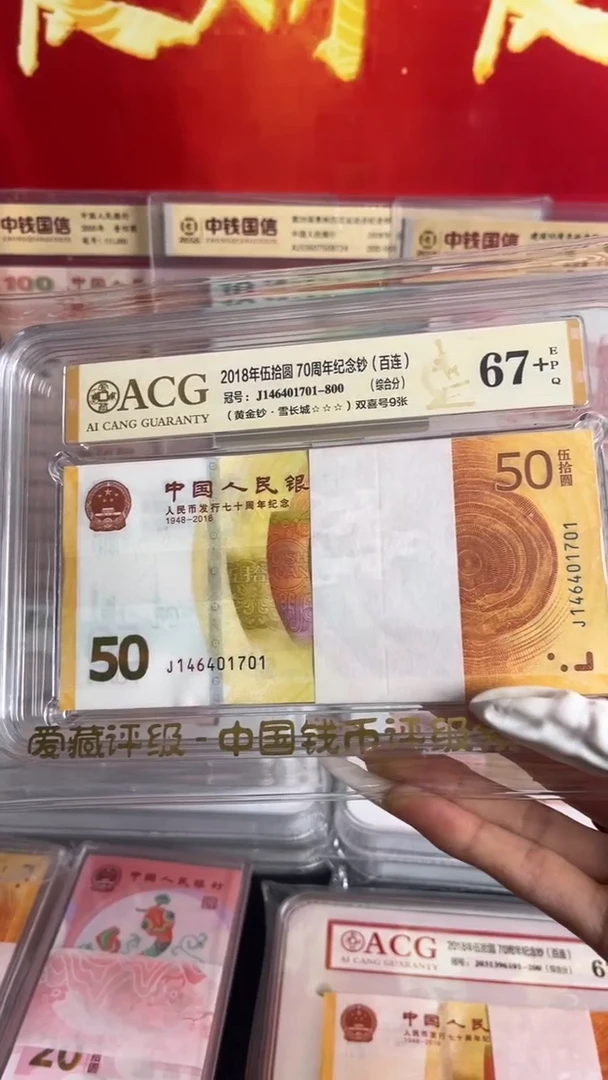 中钱国信
中钱国信
中钱国信
100
ACG
AI CANG GUARANTY
2018年伍拾圆 70周年纪念钞（百连）
冠号：J146401701-800 （综合分）
（黄金钞·雪长城☆☆☆）双喜号9张
67+ EPQ
中国人民银
人民币发行七十周年纪念
1948-2018
50 伍拾圆
J146401701
50
J146401701
爱藏评级-中国钱币评级
中国人民银行
20 拾圆
ACG
AI CANG GUARANTY
2018年伍拾圆 70周年纪念钞（百连）
6
中国人民
人民币发行七十周年纪
1948-2018